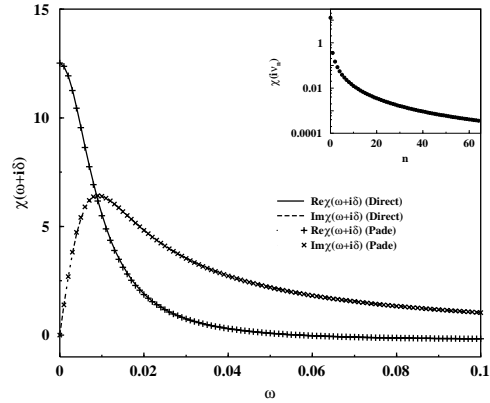 15
10
5
0
χ(ω+iδ)
0 0.02 0.04 0.06 0.08 0.1
ω
1
0.01
0.0001
χ(iνn)
0 20 40 60
n
Reχ(ω+iδ) (Direct)
Imχ(ω+iδ) (Direct)
Reχ(ω+iδ) (Pade)
Imχ(ω+iδ) (Pade)